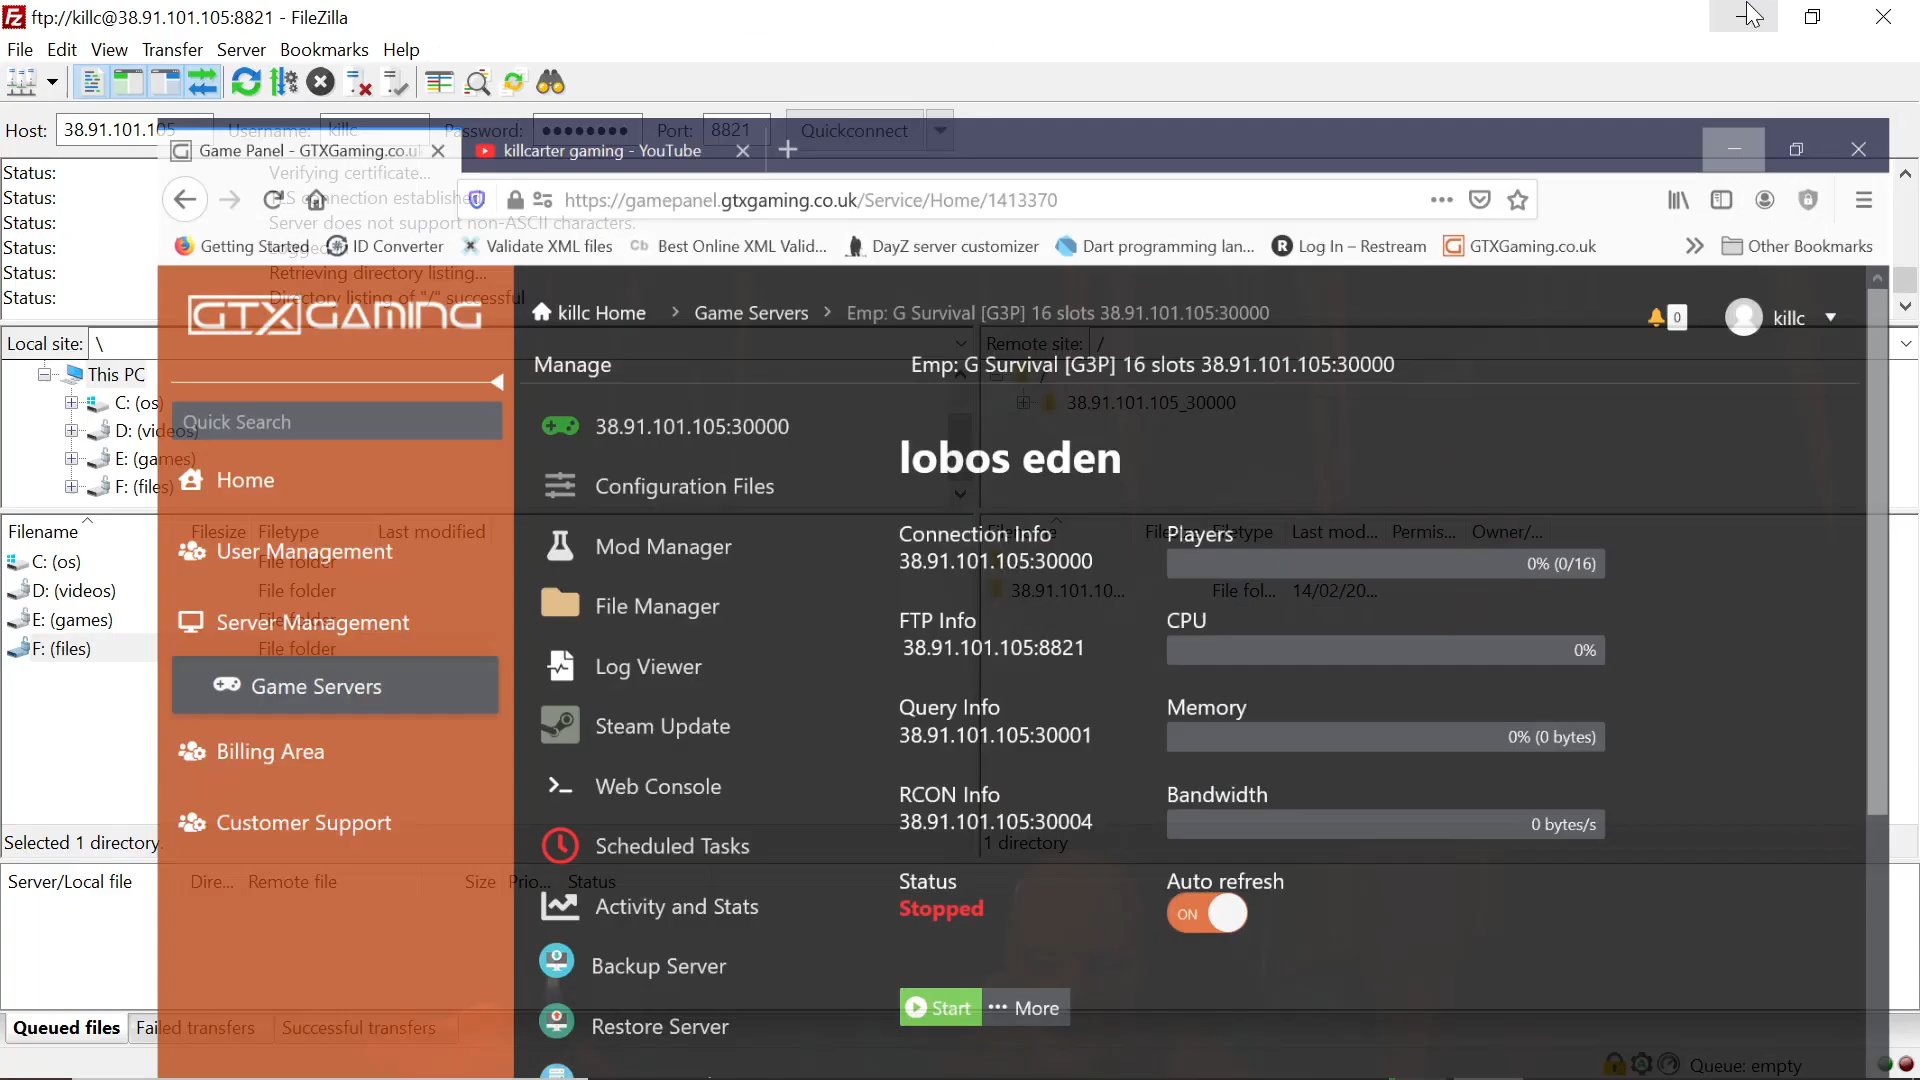 ftp://killc@38.91.101.105:8821 - FileZilla
File Edit View Transfer Server Bookmarks Help
Host: 38.91.101.105 Username: killc Password: ●●●●●●●● Port: 8821 Quickconnect
Game Panel - GTXGaming.co.uk
killcarter gaming - YouTube
Status: Verifying certificate...
Status: TLS connection established.
Status: Server does not support non-ASCII characters.
Status: Logged in
Status: Retrieving directory listing...
Status: Directory listing of "/" successful
https://gamepanel.gtxgaming.co.uk/Service/Home/1413370
Getting Started
ID Converter
Validate XML files
Cb Best Online XML Valid...
DayZ server customizer
Dart programming lan...
Log In – Restream
GTXGaming.co.uk
Other Bookmarks
GTXGAMING
killc Home > Game Servers > Emp: G Survival [G3P] 16 slots 38.91.101.105:30000
0
killc
Local site: \
Remote site: /
This PC
C: (os)
D: (videos)
E: (games)
F: (files)
/
38.91.101.105_30000
Quick Search
Home
User Management
Server Management
Game Servers
Billing Area
Customer Support
Manage
38.91.101.105:30000
Configuration Files
Mod Manager
File Manager
Log Viewer
Steam Update
Web Console
Scheduled Tasks
Activity and Stats
Backup Server
Restore Server
Emp: G Survival [G3P] 16 slots 38.91.101.105:30000
lobos eden
Connection Info
38.91.101.105:30000
FTP Info
38.91.101.105:8821
Query Info
38.91.101.105:30001
RCON Info
38.91.101.105:30004
Status
Stopped
Players
0% (0/16)
CPU
0%
Memory
0% (0 bytes)
Bandwidth
0 bytes/s
Auto refresh
ON
Start
More
Filename Filesize Filetype Last modified
C: (os) File folder
D: (videos) File folder
E: (games) File folder
F: (files) File folder
Filename Filesize Filetype Last mod... Permis... Owner/...
38.91.101.10... File fol... 14/02/20...
Selected 1 directory.
1 directory
Server/Local file Dire... Remote file Size Prio... Status
Queued files Failed transfers Successful transfers
Queue: empty